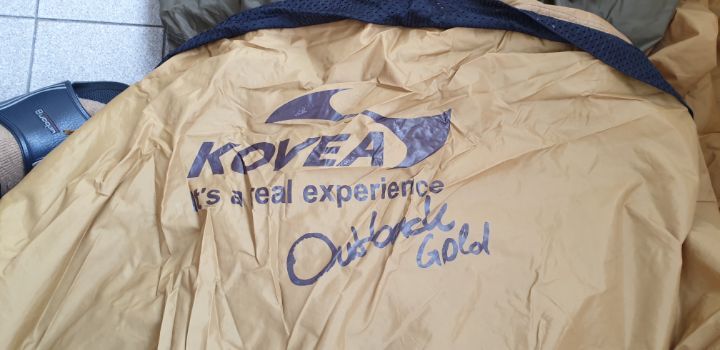 KOVEA
It's a real experience
Outback
Gold